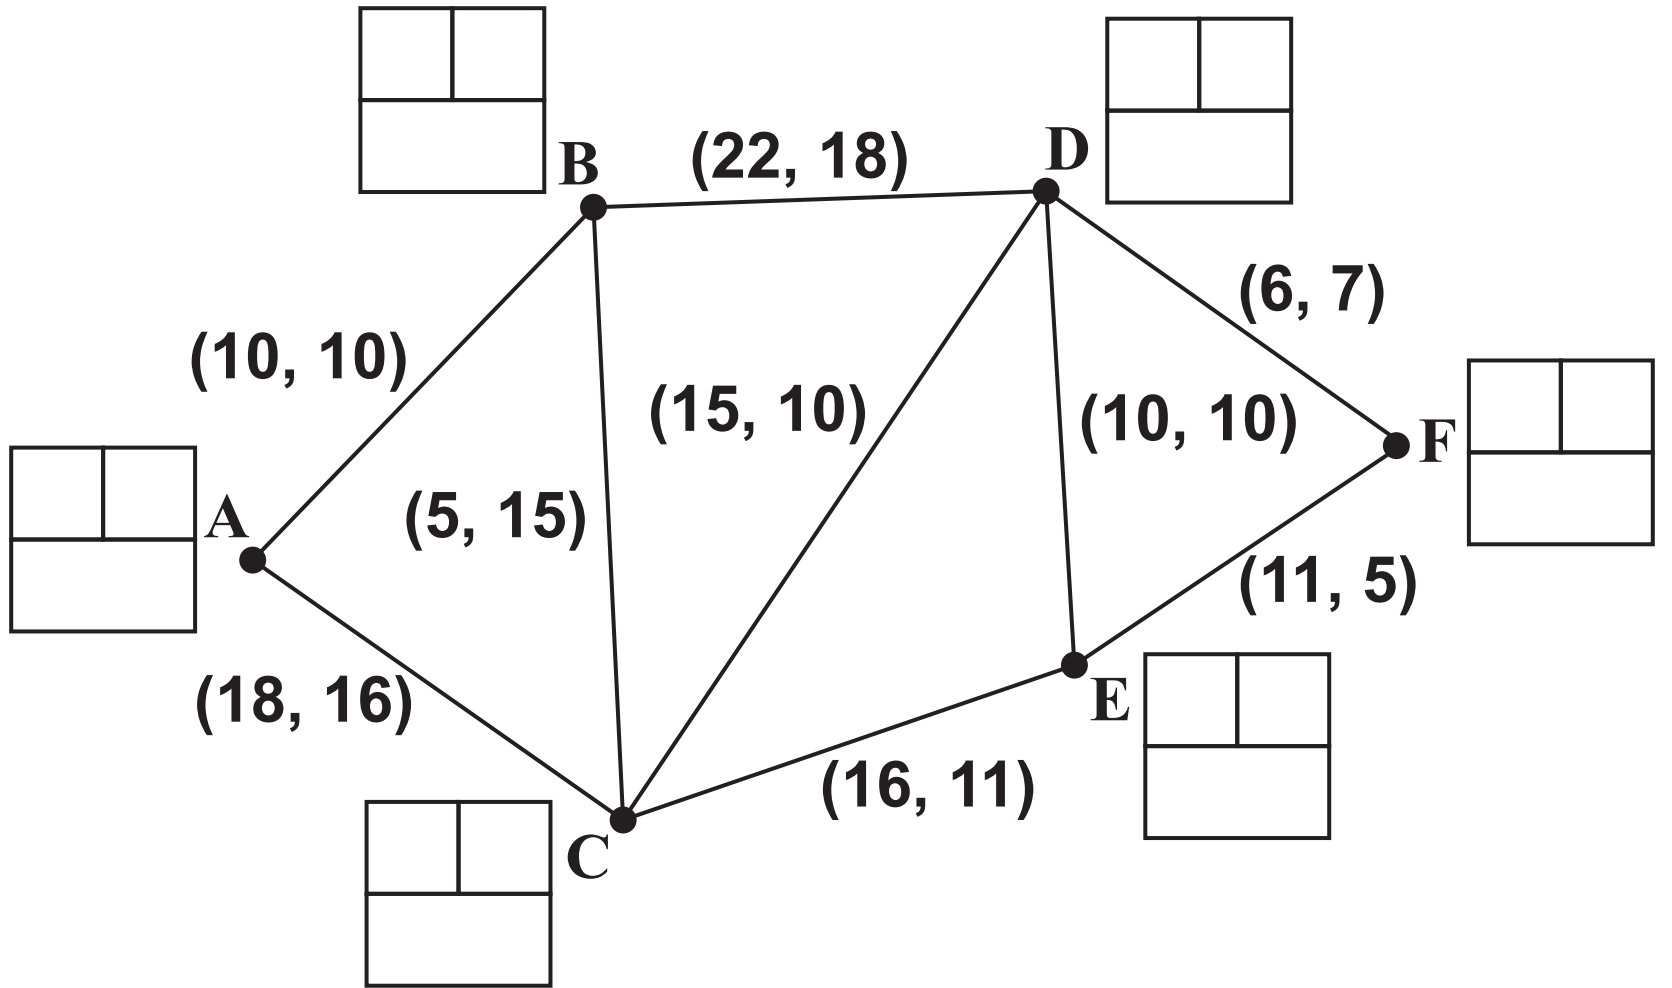 B
(22, 18)
D
(10, 10)
(6, 7)
(15, 10)
(10, 10)
F
A
(5, 15)
(11, 5)
(18, 16)
E
(16, 11)
C